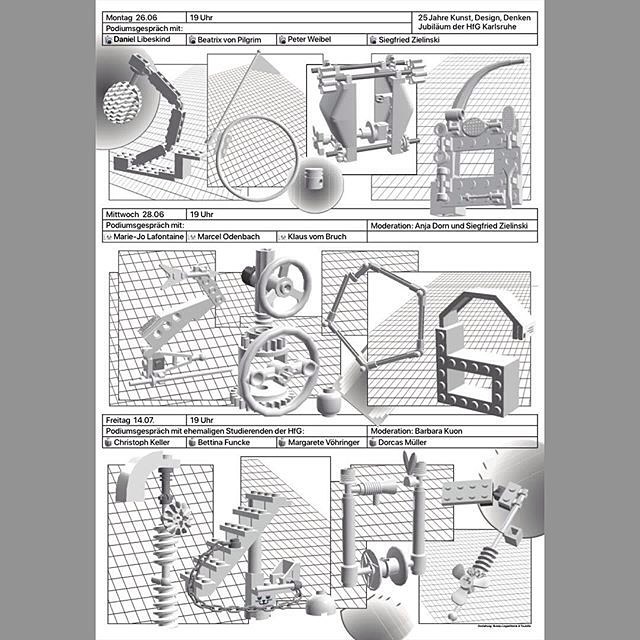 Montag 26.06 19 Uhr 25 Jahre Kunst, Design, Denken
Podiumsgespräch mit: Jubiläum der HfG Karlsruhe
Daniel Libeskind Beatrix von Pilgrim Peter Weibel Siegfried Zielinski
Mittwoch 28.06 19 Uhr
Podiumsgespräch mit: Moderation: Anja Dorn und Siegfried Zielinski
Marie-Jo Lafontaine Marcel Odenbach Klaus vom Bruch
Freitag 14.07. 19 Uhr
Podiumsgespräch mit ehemaligen Studierenden der HfG: Moderation: Barbara Kuon
Christoph Keller Bettina Funcke Margarete Vöhringer Dorcas Müller